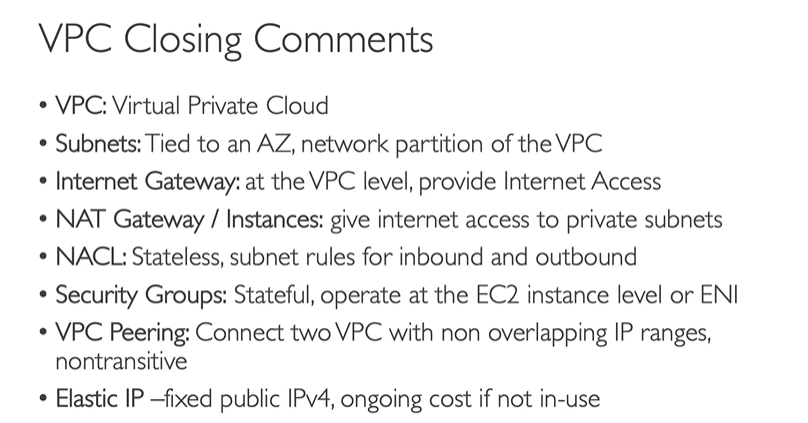 VPC Closing Comments
• VPC: Virtual Private Cloud
• Subnets: Tied to an AZ, network partition of the VPC
• Internet Gateway: at the VPC level, provide Internet Access
• NAT Gateway / Instances: give internet access to private subnets
• NACL: Stateless, subnet rules for inbound and outbound
• Security Groups: Stateful, operate at the EC2 instance level or ENI
• VPC Peering: Connect two VPC with non overlapping IP ranges,
nontransitive
• Elastic IP –fixed public IPv4, ongoing cost if not in-use